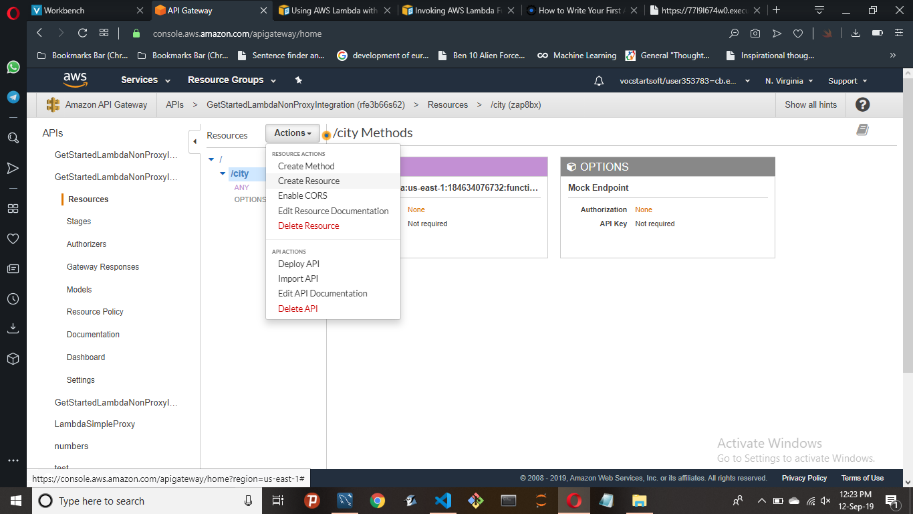 Workbench
API Gateway
Using AWS Lambda with
Invoking AWS Lambda F
How to Write Your First
https://77l9l674w0.exec
console.aws.amazon.com/apigateway/home
Bookmarks Bar (Chr...
Bookmarks Bar (Chr...
Sentence finder an...
development of eur...
Ben 10 Alien Force...
Machine Learning
General "Thought...
Inspirational thoug...
aws
Services
Resource Groups
vocstartsoft/user353783=cb.e...
N. Virginia
Support
Amazon API Gateway
APIs > GetStartedLambdaNonProxyIntegration (rfe3b66s62) > Resources > /city (zap8bx)
Show all hints
APIs
GetStartedLambdaNonProxyI...
GetStartedLambdaNonProxyI...
Resources
Stages
Authorizers
Gateway Responses
Models
Resource Policy
Documentation
Dashboard
Settings
GetStartedLambdaNonProxyI...
LambdaSimpleProxy
numbers
test
Resources
Actions
/
/city
ANY
OPTIONS
RESOURCE ACTIONS
Create Method
Create Resource
Enable CORS
Edit Resource Documentation
Delete Resource
API ACTIONS
Deploy API
Import API
Edit API Documentation
Delete API
/city Methods
a:us-east-1:184634076732:functi...
None
Not required
OPTIONS
Mock Endpoint
Authorization None
API Key Not required
Activate Windows
Go to Settings to activate Windows.
https://console.aws.amazon.com/apigateway/home?region=us-east-1#
© 2008 - 2019, Amazon Web Services, Inc. or its affiliates. All rights reserved.
Privacy Policy
Terms of Use
Type here to search
12:23 PM
12-Sep-19
1